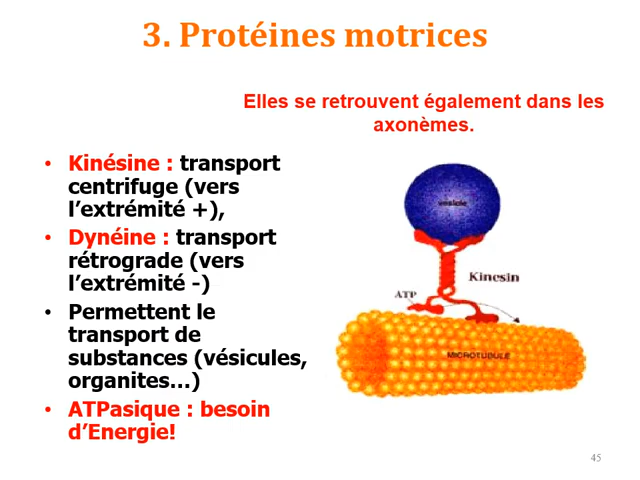 3. Protéines motrices
Elles se retrouvent également dans les
axonèmes.
• Kinésine : transport
centrifuge (vers
l’extrémité +),
• Dynéine : transport
rétrograde (vers
l’extrémité -)
• Permettent le
transport de
substances (vésicules,
organites…)
• ATPasique : besoin
d’Energie!
vesicle
Kinesin
ATP
MICROTUBULE
45